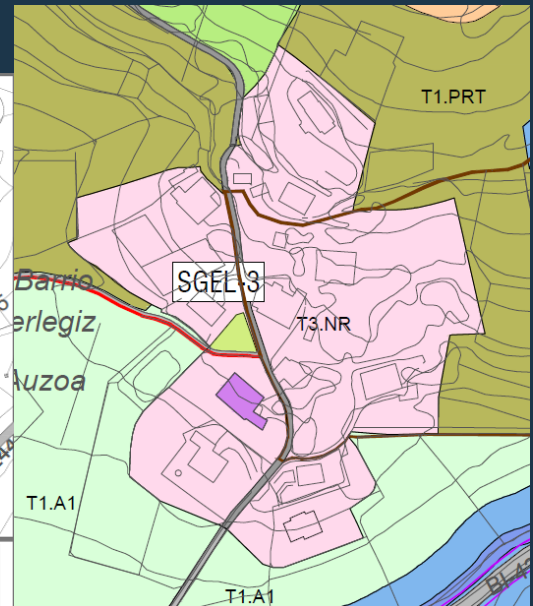 T1.PRT
Barrio
SGEL-3
erlegiz
T3.NR
Auzoa
T1.A1
T1.A1